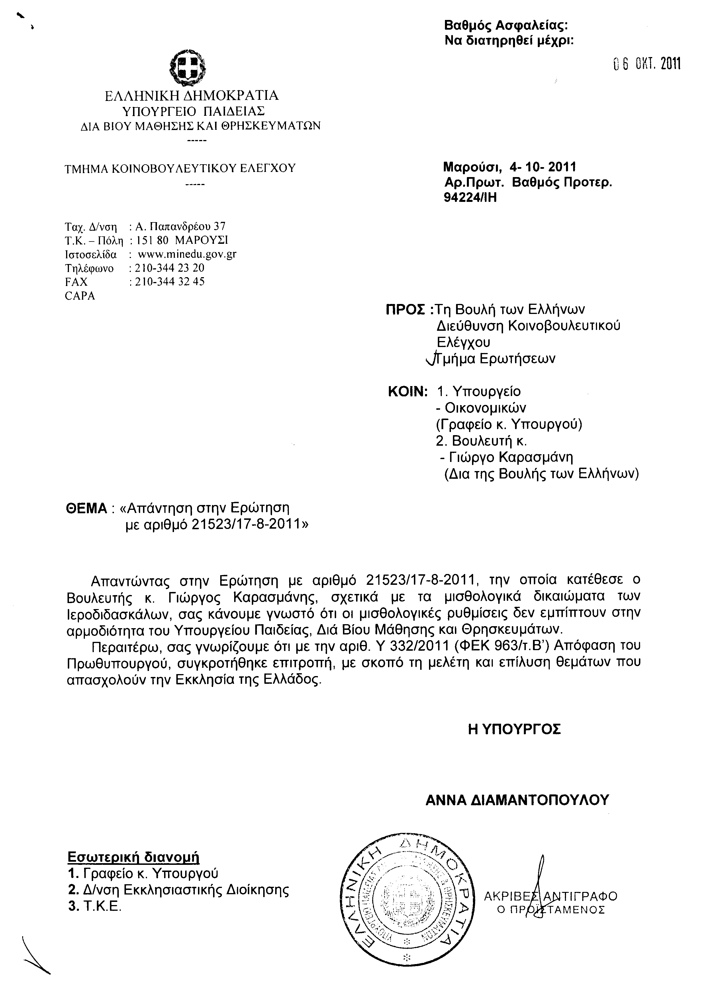 Βαθμός Ασφαλείας:
Να διατηρηθεί μέχρι:
06 ΟΚΤ. 2011
ΕΛΛΗΝΙΚΗ ΔΗΜΟΚΡΑΤΙΑ
ΥΠΟΥΡΓΕΙΟ ΠΑΙΔΕΙΑΣ
ΔΙΑ ΒΙΟΥ ΜΑΘΗΣΗΣ ΚΑΙ ΘΡΗΣΚΕΥΜΑΤΩΝ
-----
ΤΜΗΜΑ ΚΟΙΝΟΒΟΥΛΕΥΤΙΚΟΥ ΕΛΕΓΧΟΥ
-----
Μαρούσι, 4- 10- 2011
Αρ.Πρωτ. Βαθμός Προτερ.
94224/ΙΗ
Ταχ. Δ/νση : Α. Παπανδρέου 37
Τ.Κ. – Πόλη : 151 80 ΜΑΡΟΥΣΙ
Ιστοσελίδα : www.minedu.gov.gr
Τηλέφωνο : 210-344 23 20
FAX : 210-344 32 45
CAPA
ΠΡΟΣ :Τη Βουλή των Ελλήνων
Διεύθυνση Κοινοβουλευτικού
Ελέγχου
Τμήμα Ερωτήσεων
ΚΟΙΝ: 1. Υπουργείο
- Οικονομικών
(Γραφείο κ. Υπουργού)
2. Βουλευτή κ.
- Γιώργο Καρασμάνη
(Δια της Βουλής των Ελλήνων)
ΘΕΜΑ : «Απάντηση στην Ερώτηση
με αριθμό 21523/17-8-2011»
Απαντώντας στην Ερώτηση με αριθμό 21523/17-8-2011, την οποία κατέθεσε ο
Βουλευτής κ. Γιώργος Καρασμάνης, σχετικά με τα μισθολογικά δικαιώματα των
Ιεροδιδασκάλων, σας κάνουμε γνωστό ότι οι μισθολογικές ρυθμίσεις δεν εμπίπτουν στην
αρμοδιότητα του Υπουργείου Παιδείας, Διά Βίου Μάθησης και Θρησκευμάτων.
Περαιτέρω, σας γνωρίζουμε ότι με την αριθ. Υ 332/2011 (ΦΕΚ 963/τ.Β’) Απόφαση του
Πρωθυπουργού, συγκροτήθηκε επιτροπή, με σκοπό τη μελέτη και επίλυση θεμάτων που
απασχολούν την Εκκλησία της Ελλάδος.
Η ΥΠΟΥΡΓΟΣ
ΑΝΝΑ ΔΙΑΜΑΝΤΟΠΟΥΛΟΥ
Εσωτερική διανομή
1. Γραφείο κ. Υπουργού
2. Δ/νση Εκκλησιαστικής Διοίκησης
3. Τ.Κ.Ε.
ΕΛΛΗΝΙΚΗ ΔΗΜΟΚΡΑΤΙΑ
ΥΠΟΥΡΓΕΙΟ ΠΑΙΔΕΙΑΣ
ΘΡΗΣΚΕΥΜΑΤΩΝ
ΑΚΡΙΒΕΣ ΑΝΤΙΓΡΑΦΟ
Ο ΠΡΟΪΣΤΑΜΕΝΟΣ